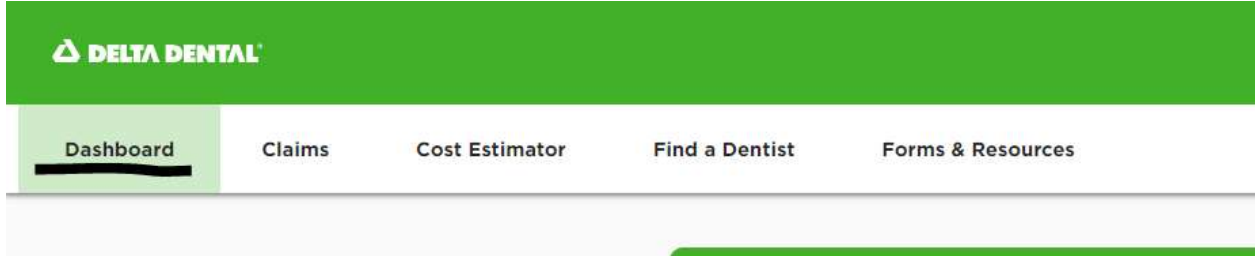 DELTA DENTAL®
Dashboard Claims Cost Estimator Find a Dentist Forms & Resources